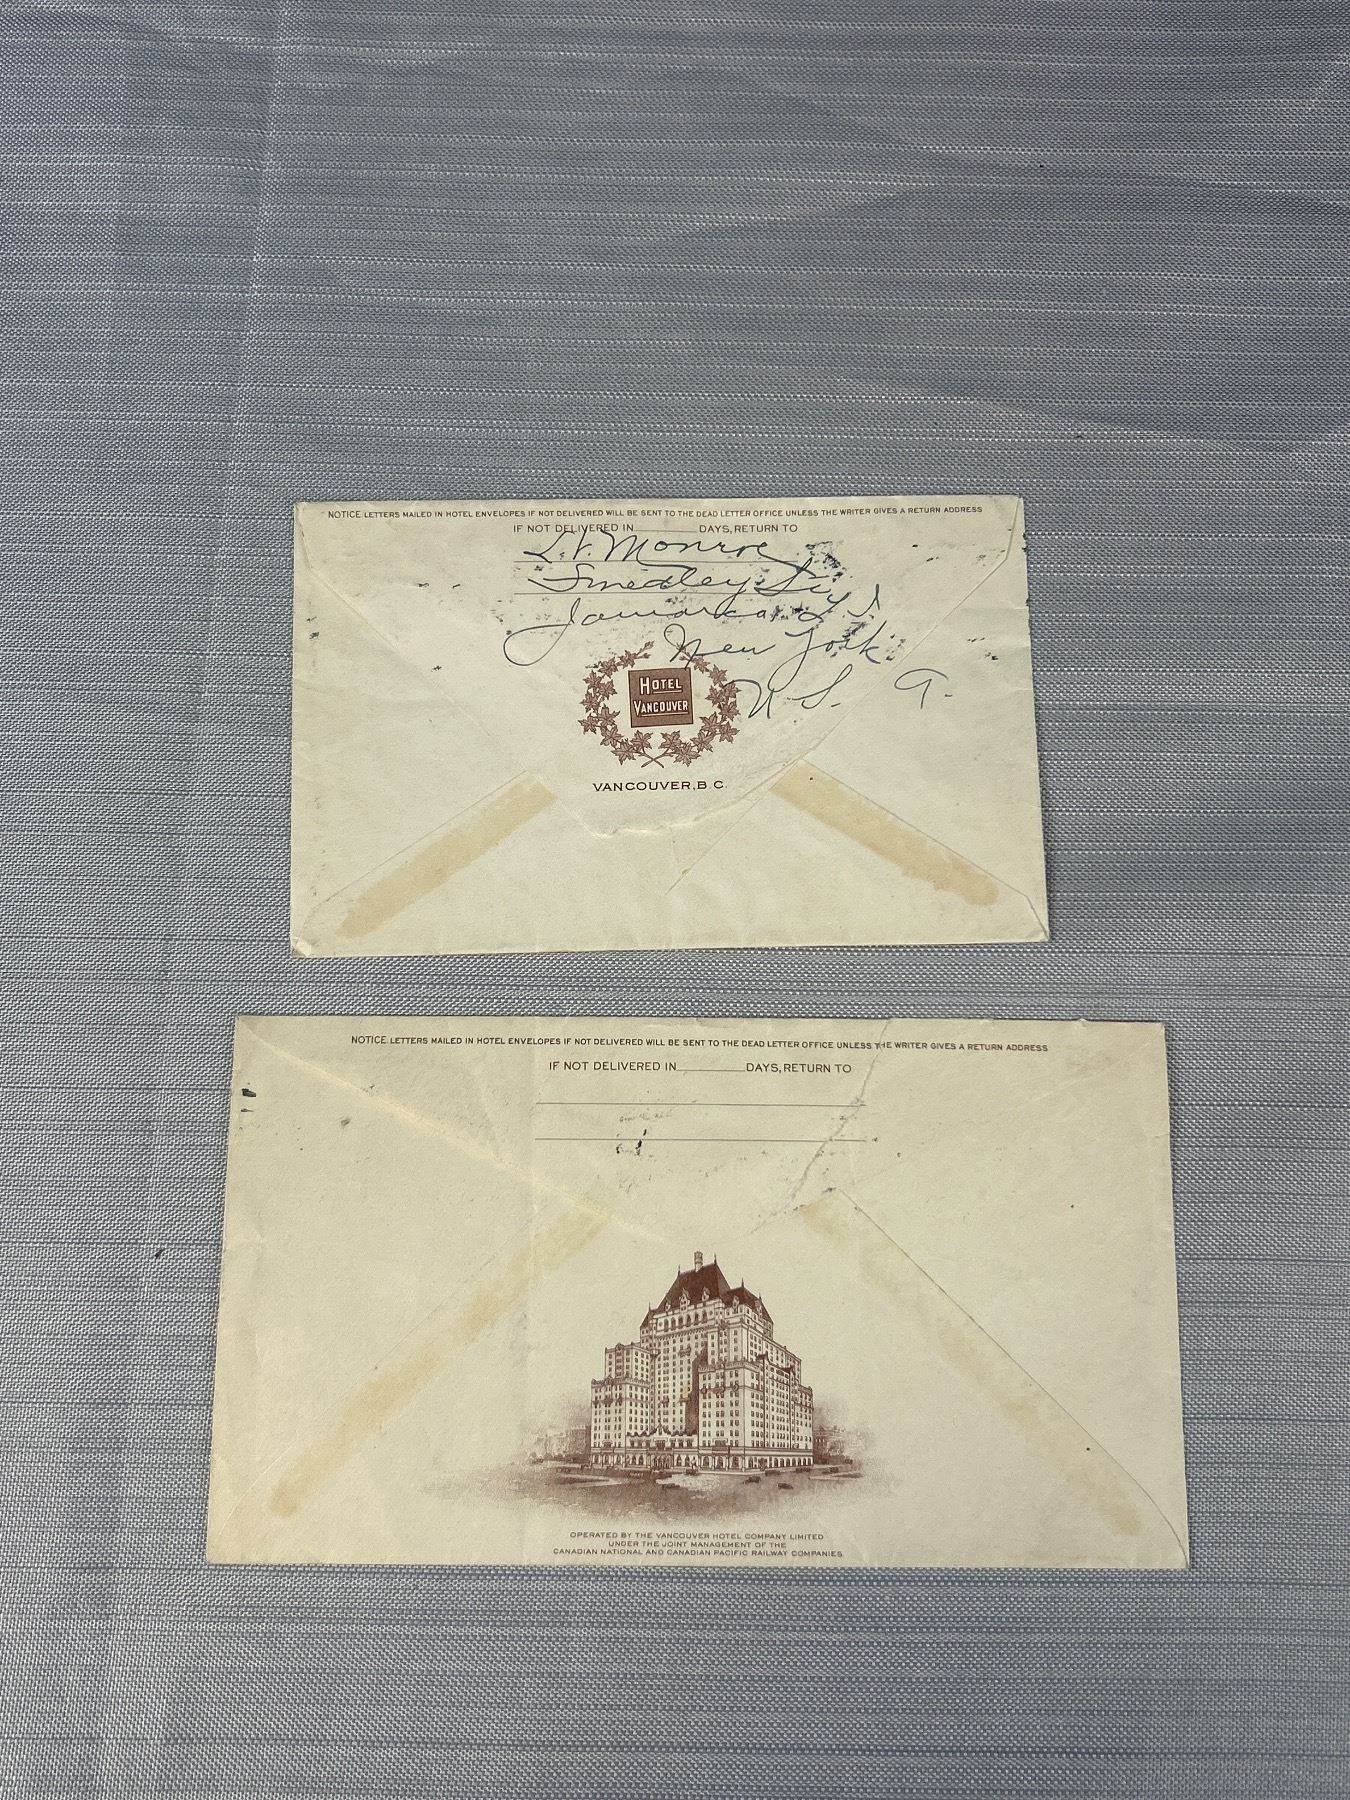 NOTICE. LETTERS MAILED IN HOTEL ENVELOPES IF NOT DELIVERED WILL BE SENT TO THE DEAD LETTER OFFICE UNLESS THE WRITER GIVES A RETURN ADDRESS
IF NOT DELIVERED IN DAYS, RETURN TO
Monroe
Smedley
Jamaica L I
New York
U S. A.
HOTEL
VANCOUVER
VANCOUVER, B.C.
NOTICE. LETTERS MAILED IN HOTEL ENVELOPES IF NOT DELIVERED WILL BE SENT TO THE DEAD LETTER OFFICE UNLESS THE WRITER GIVES A RETURN ADDRESS
IF NOT DELIVERED IN DAYS, RETURN TO
OPERATED BY THE VANCOUVER HOTEL COMPANY LIMITED
UNDER THE JOINT MANAGEMENT OF THE
CANADIAN NATIONAL AND CANADIAN PACIFIC RAILWAY COMPANIES